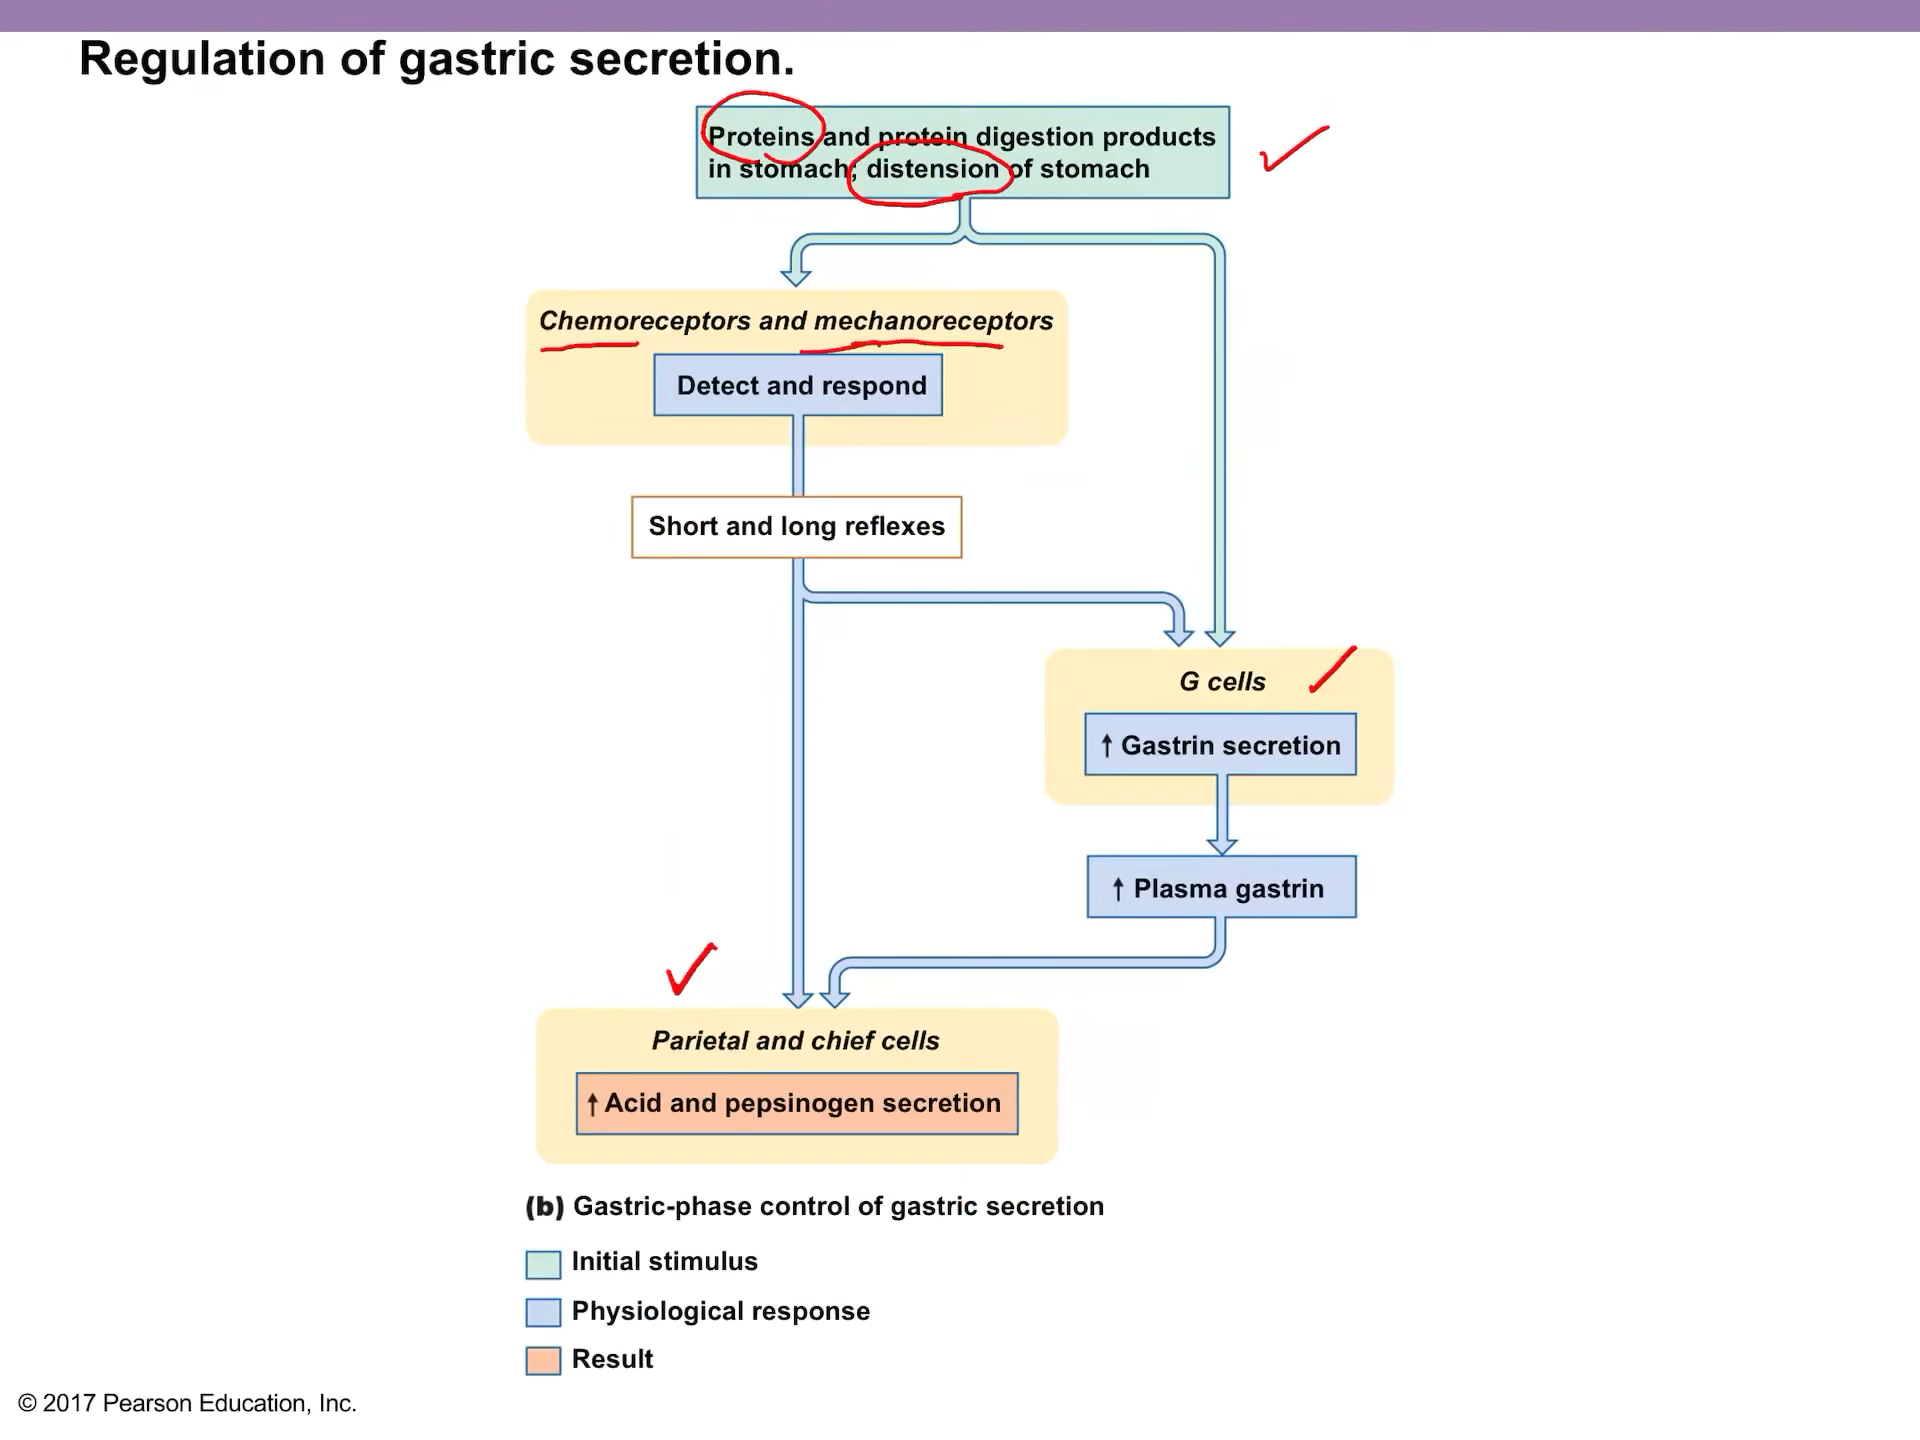 Regulation of gastric secretion.
Proteins and protein digestion products
in stomach; distension of stomach
Chemoreceptors and mechanoreceptors
Detect and respond
Short and long reflexes
G cells
↑ Gastrin secretion
↑ Plasma gastrin
Parietal and chief cells
↑ Acid and pepsinogen secretion
(b) Gastric-phase control of gastric secretion
Initial stimulus
Physiological response
Result
© 2017 Pearson Education, Inc.